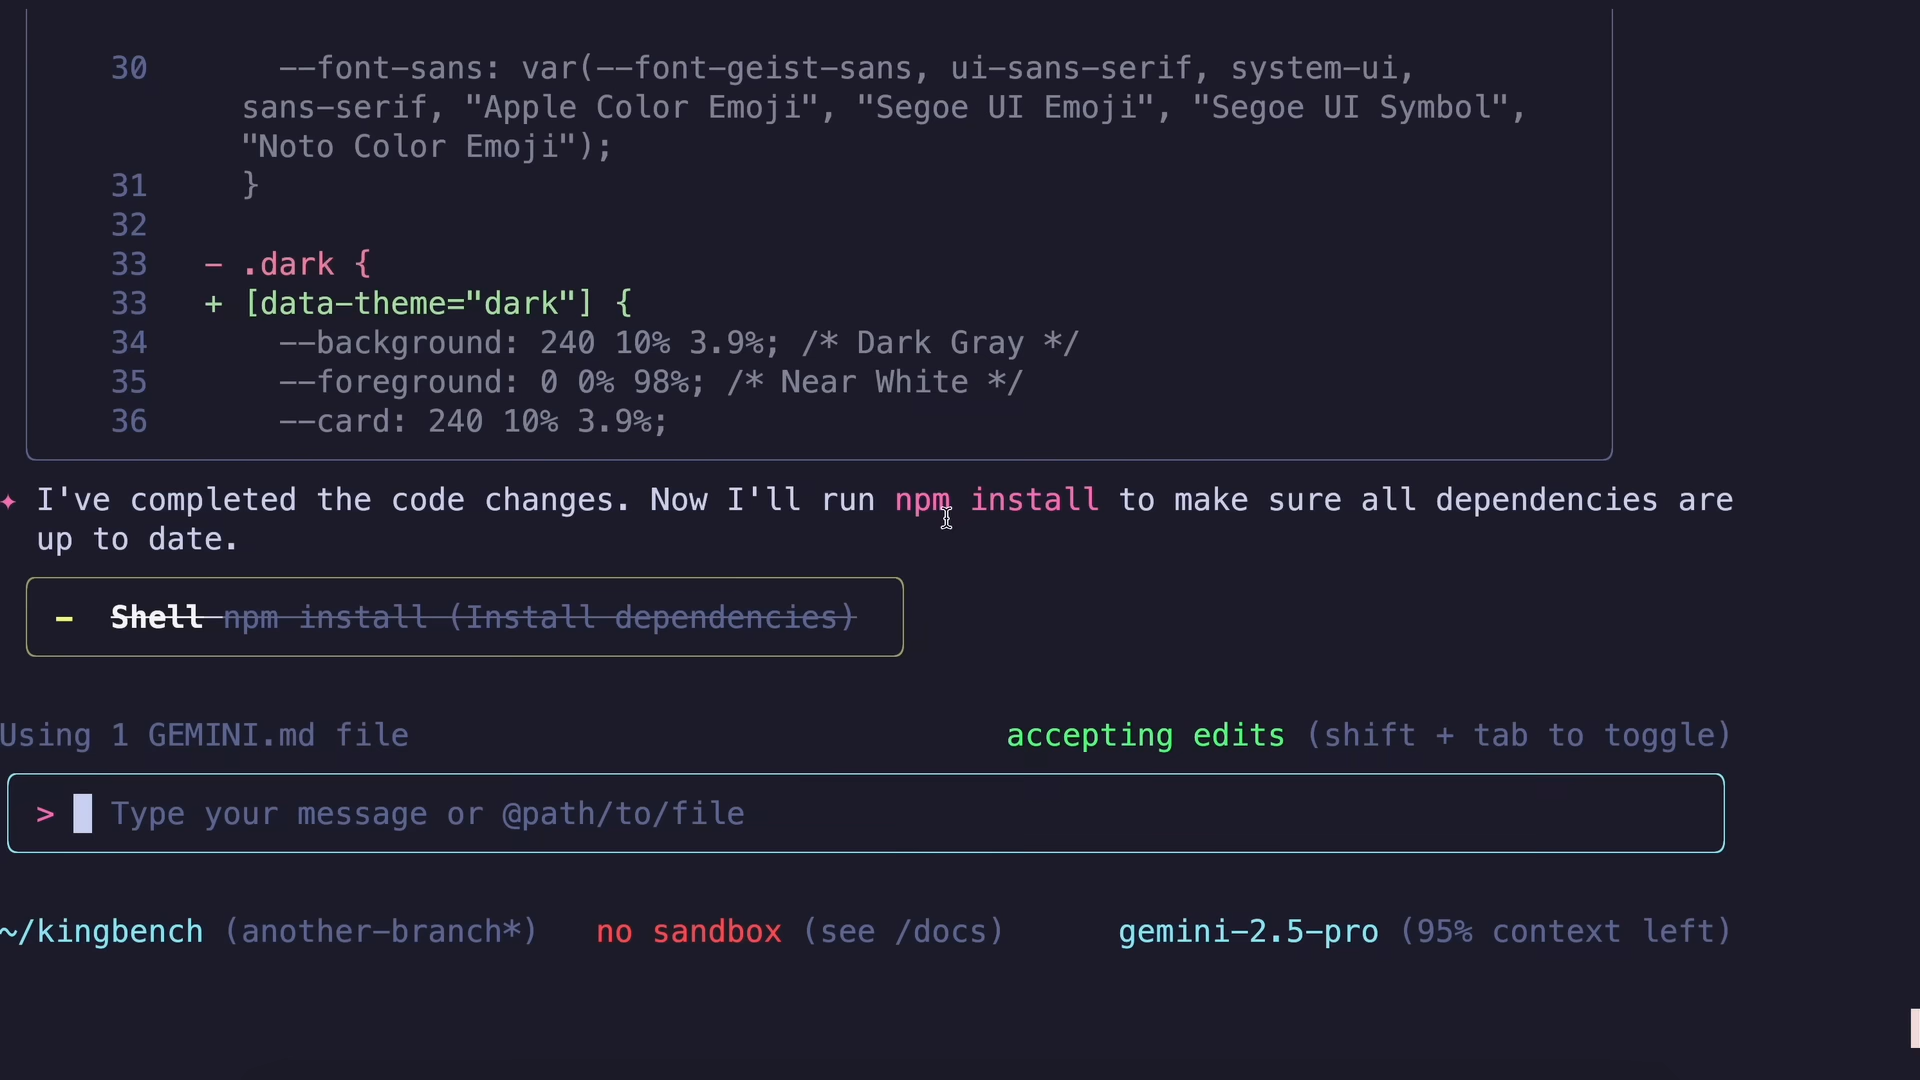 30 --font-sans: var(--font-geist-sans, ui-sans-serif, system-ui,
sans-serif, "Apple Color Emoji", "Segoe UI Emoji", "Segoe UI Symbol",
"Noto Color Emoji");
31 }
32
33 - .dark {
33 + [data-theme="dark"] {
34 --background: 240 10% 3.9%; /* Dark Gray */
35 --foreground: 0 0% 98%; /* Near White */
36 --card: 240 10% 3.9%;
✦ I've completed the code changes. Now I'll run npm install to make sure all dependencies are
up to date.
- Shell npm install (Install dependencies)
Using 1 GEMINI.md file accepting edits (shift + tab to toggle)
> Type your message or @path/to/file
~/kingbench (another-branch*) no sandbox (see /docs) gemini-2.5-pro (95% context left)